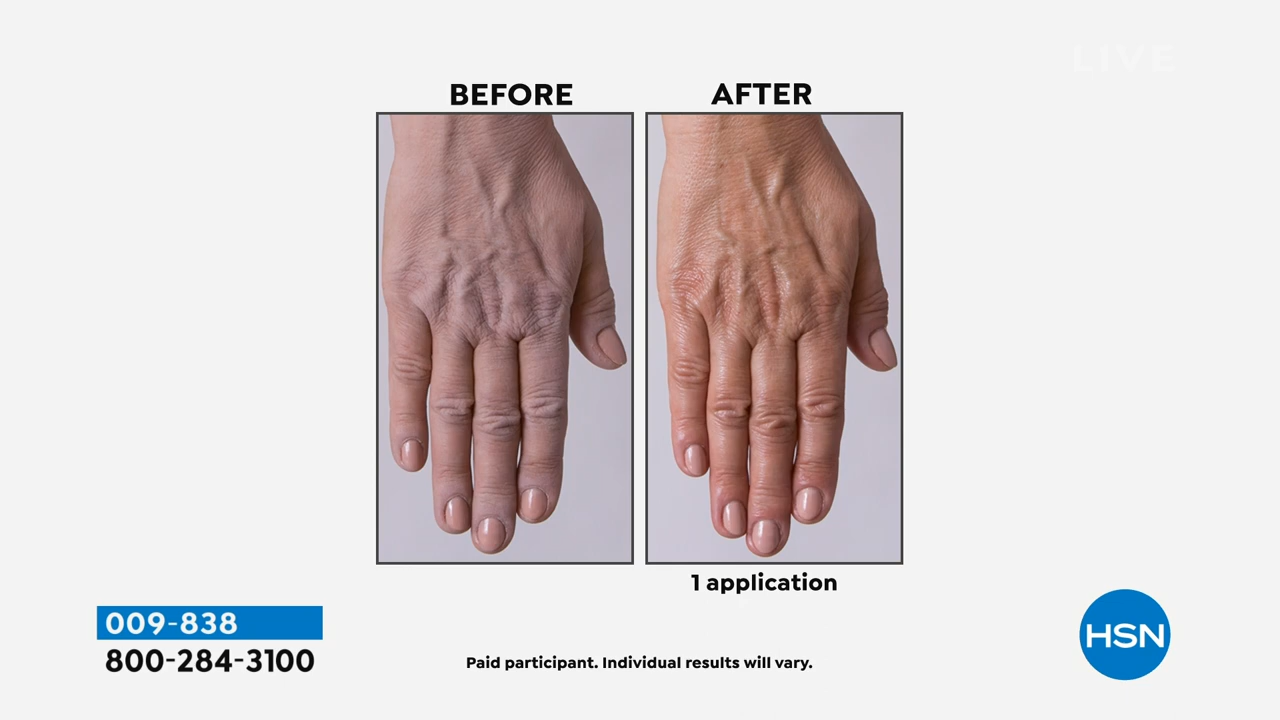 LIVE
BEFORE
AFTER
1 application
009-838
800-284-3100
Paid participant. Individual results will vary.
HSN